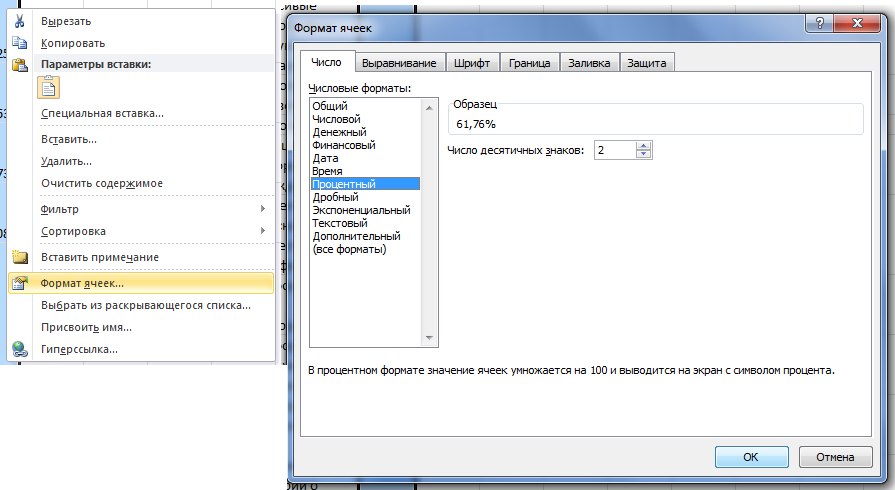 Вырезать
Копировать
Параметры вставки:
Специальная вставка...
Вставить...
Удалить...
Очистить содержимое
Фильтр
Сортировка
Вставить примечание
Формат ячеек...
Выбрать из раскрывающегося списка...
Присвоить имя...
Гиперссылка...
Формат ячеек
Число
Выравнивание
Шрифт
Граница
Заливка
Защита
Числовые форматы:
Общий
Числовой
Денежный
Финансовый
Дата
Время
Процентный
Дробный
Экспоненциальный
Текстовый
Дополнительный
(все форматы)
Образец
61,76%
Число десятичных знаков: 2
В процентном формате значение ячеек умножается на 100 и выводится на экран с символом процента.
ОК
Отмена